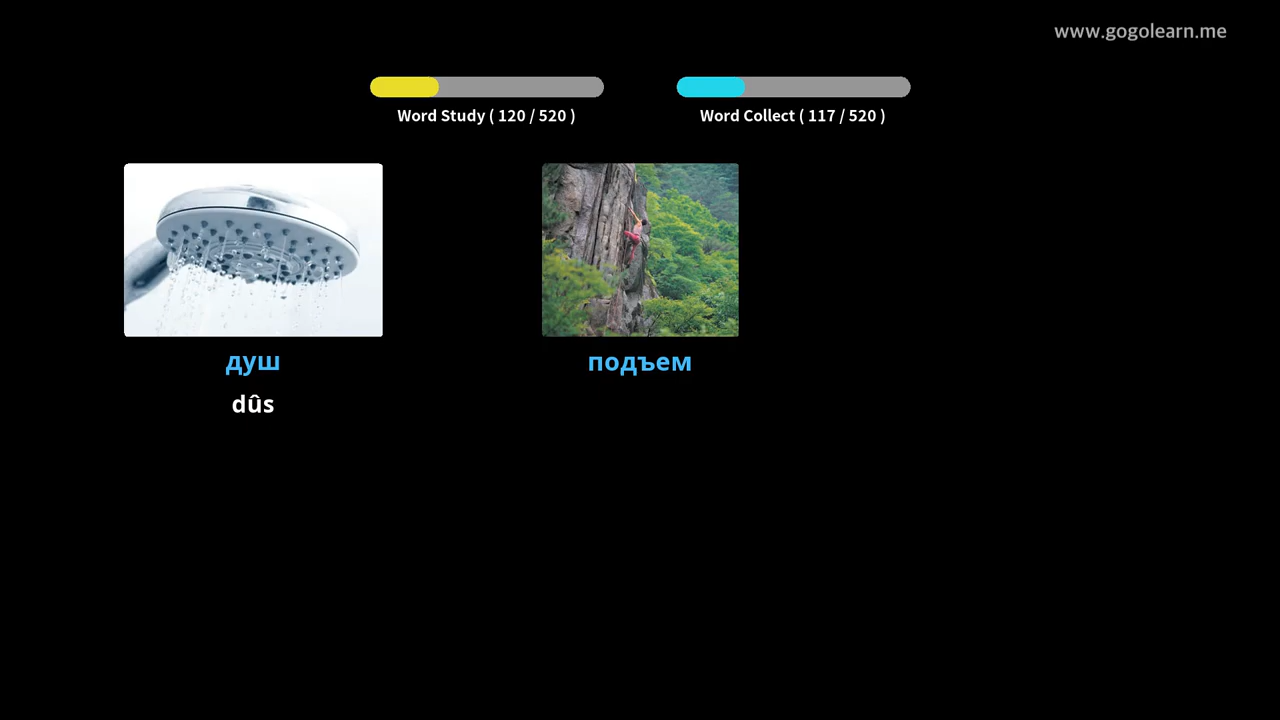 www.gogolearn.me
Word Study ( 120 / 520 )
Word Collect ( 117 / 520 )
душ
подъем
dûs